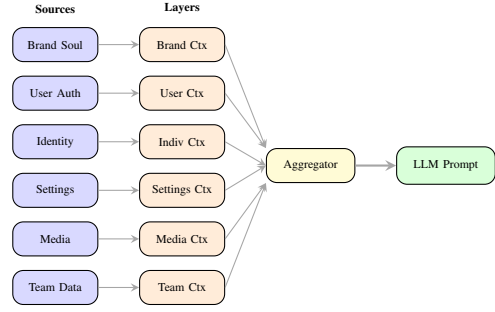 Sources Layers
Brand Soul Brand Ctx
User Auth User Ctx
Identity Indiv Ctx
Aggregator LLM Prompt
Settings Settings Ctx
Media Media Ctx
Team Data Team Ctx